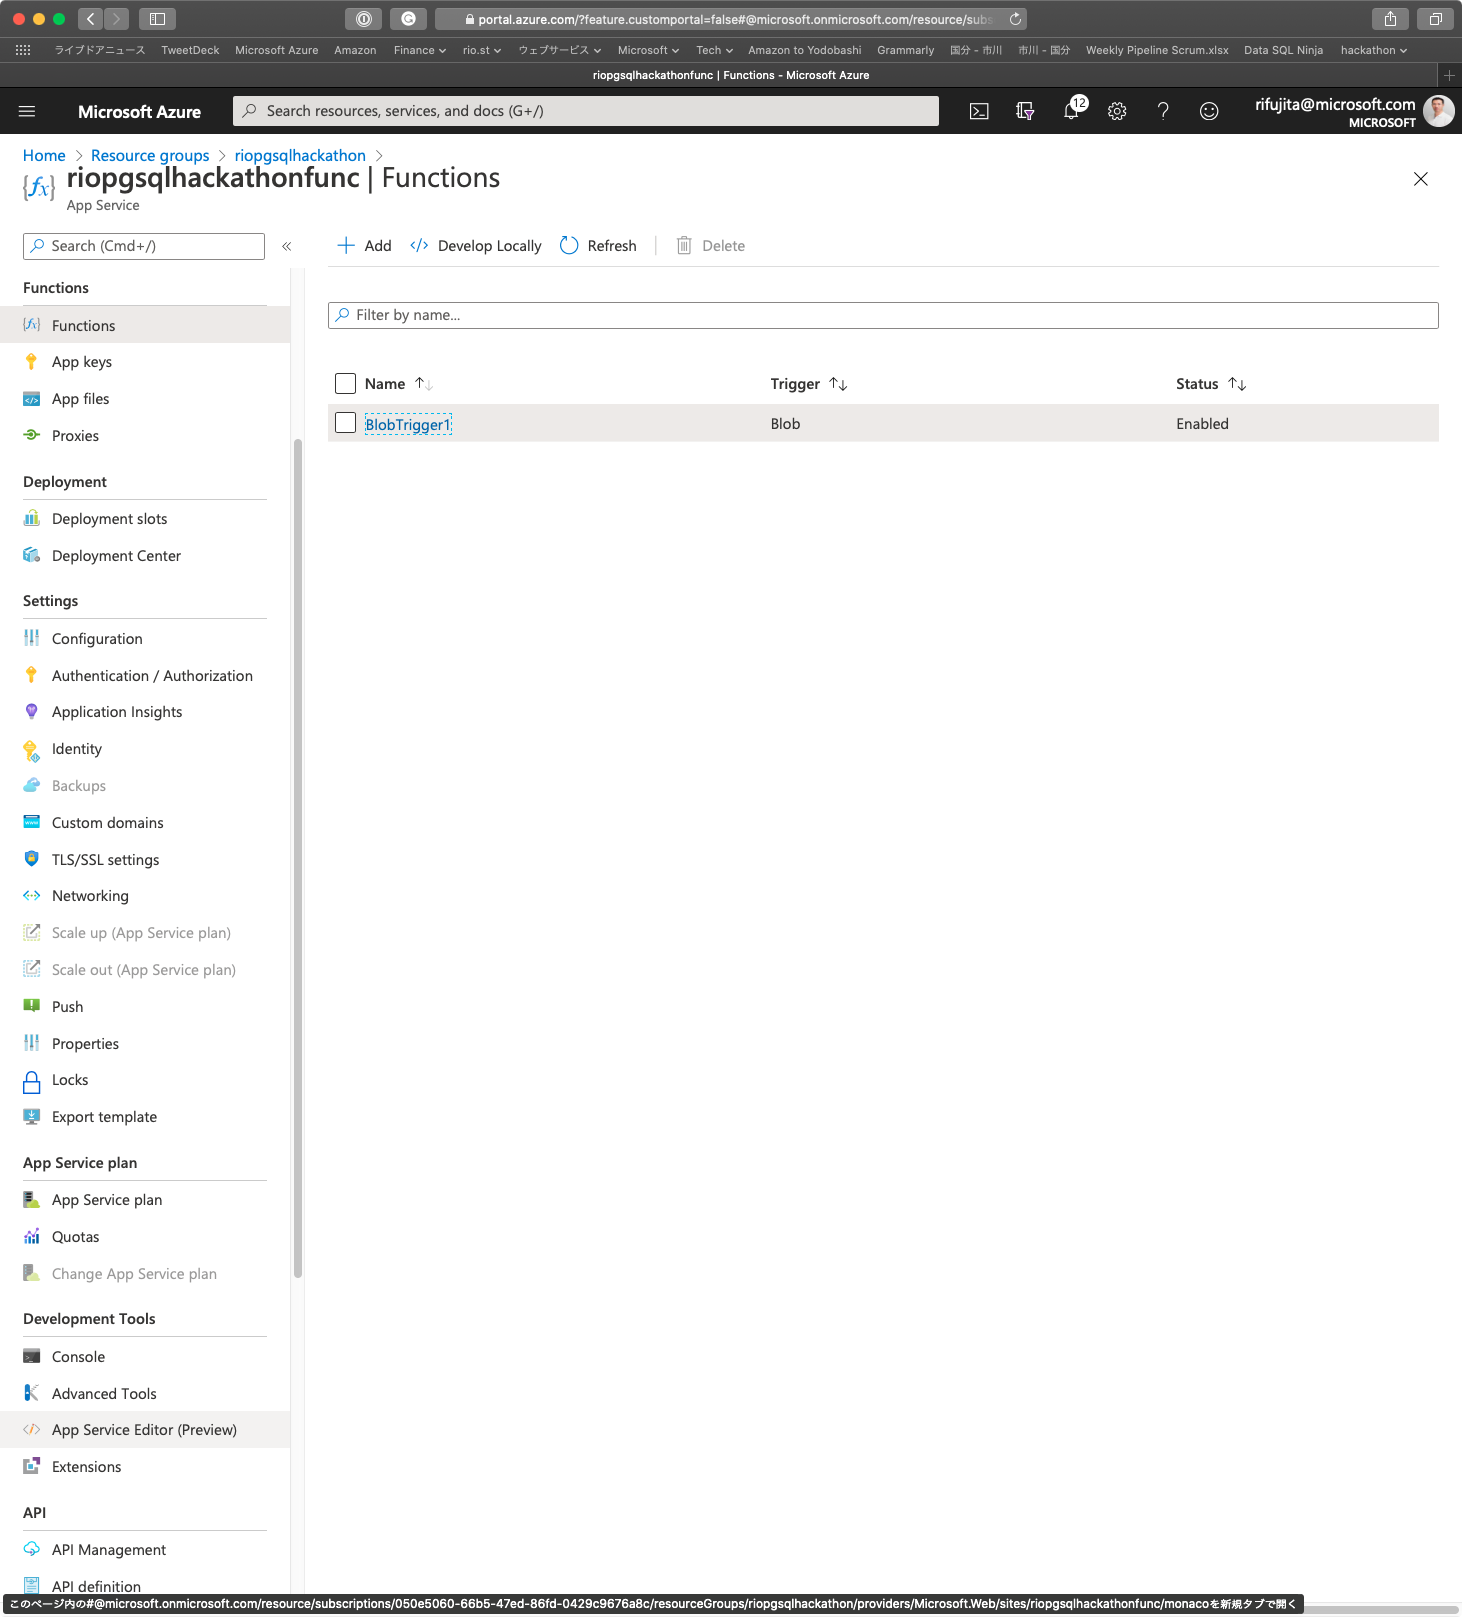 portal.azure.com/?feature.customportal=false#@microsoft.onmicrosoft.com/resource/subs
ライブドアニュース TweetDeck Microsoft Azure Amazon Finance rio.st ウェブサービス Microsoft Tech Amazon to Yodobashi Grammarly 国分 - 市川 市川 - 国分 Weekly Pipeline Scrum.xlsx Data SQL Ninja hackathon
riopgsqlhackathonfunc | Functions - Microsoft Azure
Microsoft Azure
Search resources, services, and docs (G+/)
12
rifujita@microsoft.com
MICROSOFT
Home > Resource groups > riopgsqlhackathon >
riopgsqlhackathonfunc | Functions
App Service
Search (Cmd+/)
«
Add
Develop Locally
Refresh
Delete
Filter by name...
Name
Trigger
Status
BlobTrigger1
Blob
Enabled
Functions
Functions
App keys
App files
Proxies
Deployment
Deployment slots
Deployment Center
Settings
Configuration
Authentication / Authorization
Application Insights
Identity
Backups
Custom domains
TLS/SSL settings
Networking
Scale up (App Service plan)
Scale out (App Service plan)
Push
Properties
Locks
Export template
App Service plan
App Service plan
Quotas
Change App Service plan
Development Tools
Console
Advanced Tools
App Service Editor (Preview)
Extensions
API
API Management
API definition
このページ内の#@microsoft.onmicrosoft.com/resource/subscriptions/050e5060-66b5-47ed-86fd-0429c9676a8c/resourceGroups/riopgsqlhackathon/providers/Microsoft.Web/sites/riopgsqlhackathonfunc/monacoを新規タブで開く